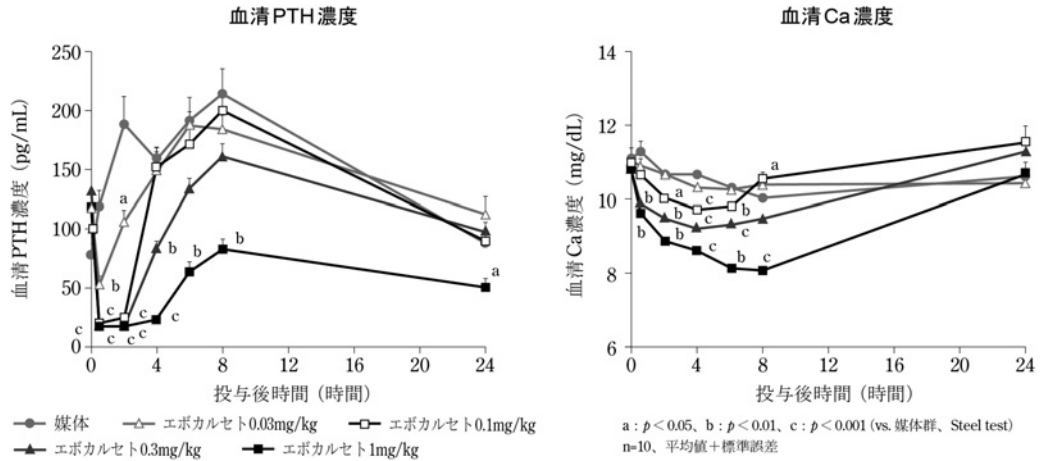 血清PTH濃度
250
200
150
100
50
0
血清PTH濃度 (pg/mL)
a
b
c
c
c
c
c
c
b
b
b
a
0
4
8
12
16
20
24
投与後時間 (時間)
血清Ca濃度
14
12
10
8
6
血清Ca濃度 (mg/dL)
a
a
c
c
b
b
c
c
b
b
c
b
c
0
4
8
12
16
20
24
投与後時間 (時間)
媒体 エボカルセト0.03mg/kg エボカルセト0.1mg/kg
エボカルセト0.3mg/kg エボカルセト1mg/kg
a:p<0.05、b:p<0.01、c:p<0.001 (vs. 媒体群、Steel test)
n=10、平均値+標準誤差